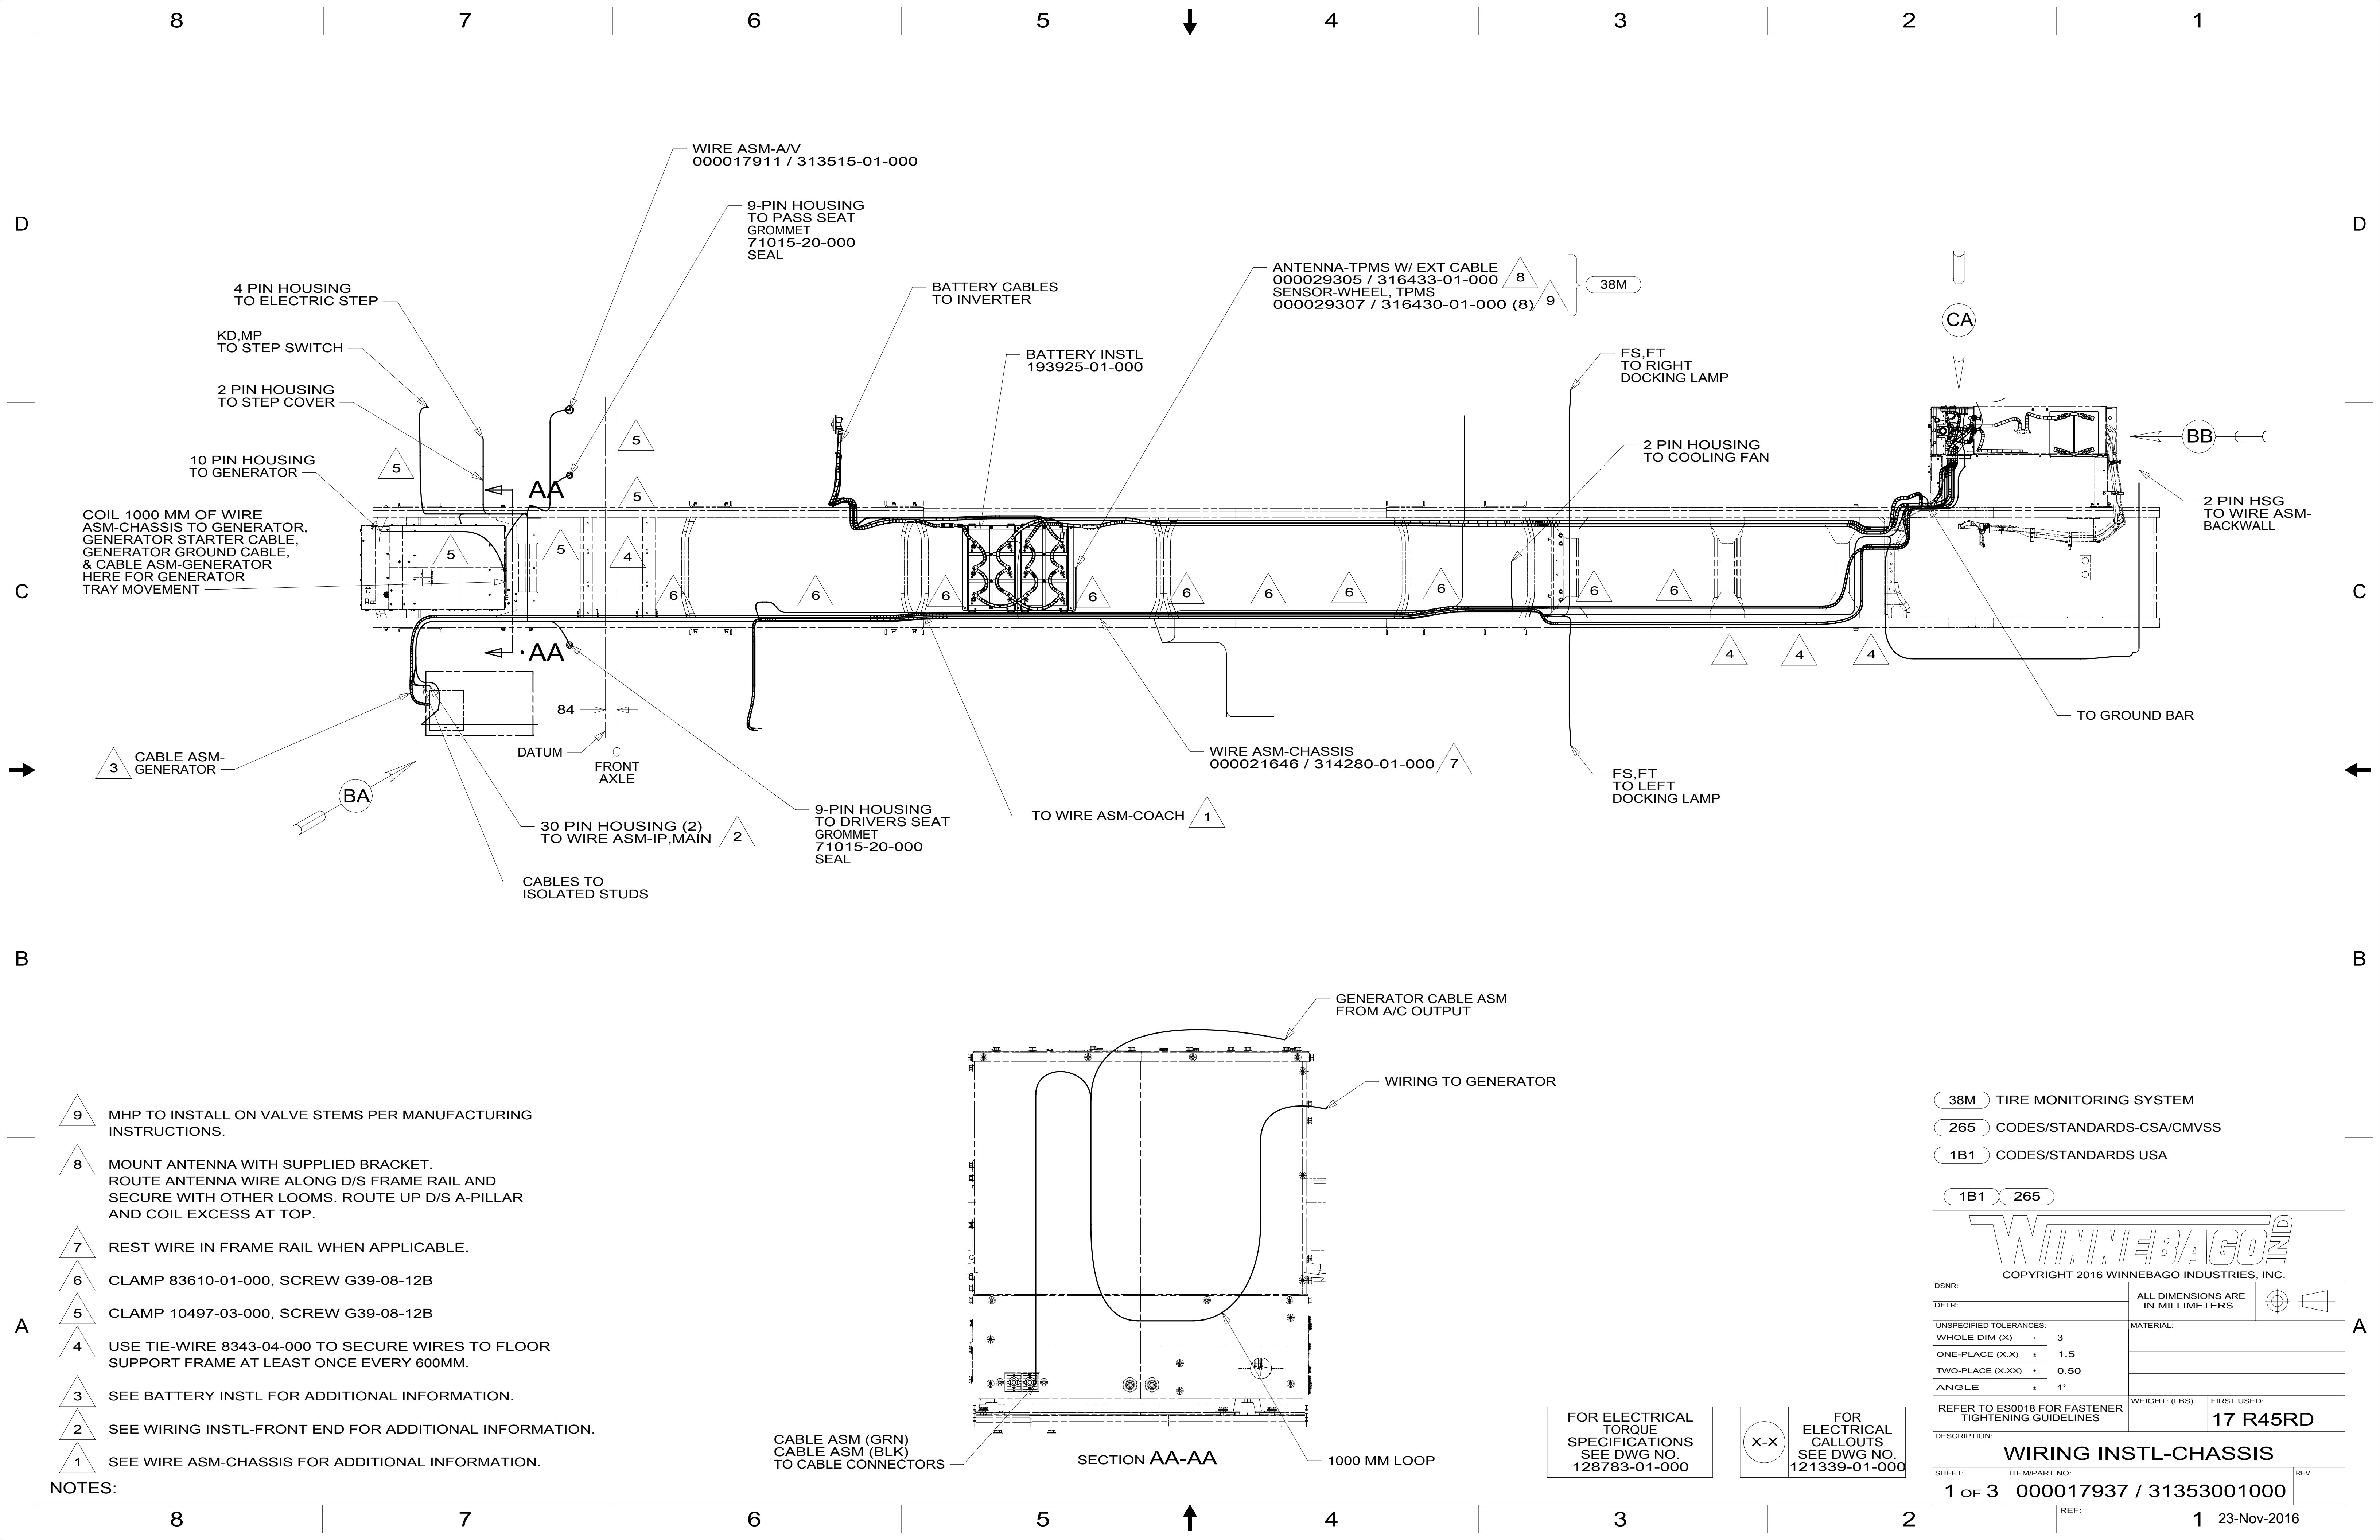 8 7 6 5 4 3 2 1
D
D
C
C
B
B
A
A
WIRE ASM-A/V
000017911 / 313515-01-000
9-PIN HOUSING
TO PASS SEAT
GROMMET
71015-20-000
SEAL
4 PIN HOUSING
TO ELECTRIC STEP
KD,MP
TO STEP SWITCH
2 PIN HOUSING
TO STEP COVER
10 PIN HOUSING
TO GENERATOR
COIL 1000 MM OF WIRE
ASM-CHASSIS TO GENERATOR,
GENERATOR STARTER CABLE,
GENERATOR GROUND CABLE,
& CABLE ASM-GENERATOR
HERE FOR GENERATOR
TRAY MOVEMENT
BATTERY CABLES
TO INVERTER
BATTERY INSTL
193925-01-000
ANTENNA-TPMS W/ EXT CABLE
000029305 / 316433-01-000 8
SENSOR-WHEEL, TPMS
000029307 / 316430-01-000 (8) 9
38M
FS,FT
TO RIGHT
DOCKING LAMP
2 PIN HOUSING
TO COOLING FAN
CA
BB
2 PIN HSG
TO WIRE ASM-
BACKWALL
AA
AA
5
5
5
5
5
4
6
6
6
6
6
6
6
6
6
6
4
4
4
TO GROUND BAR
84
DATUM
FRONT
AXLE
3 CABLE ASM-
GENERATOR
BA
30 PIN HOUSING (2)
TO WIRE ASM-IP,MAIN 2
CABLES TO
ISOLATED STUDS
9-PIN HOUSING
TO DRIVERS SEAT
GROMMET
71015-20-000
SEAL
TO WIRE ASM-COACH 1
WIRE ASM-CHASSIS
000021646 / 314280-01-000 7
FS,FT
TO LEFT
DOCKING LAMP
GENERATOR CABLE ASM
FROM A/C OUTPUT
WIRING TO GENERATOR
CABLE ASM (GRN)
CABLE ASM (BLK)
TO CABLE CONNECTORS
SECTION AA-AA
1000 MM LOOP
9 MHP TO INSTALL ON VALVE STEMS PER MANUFACTURING
INSTRUCTIONS.
8 MOUNT ANTENNA WITH SUPPLIED BRACKET.
ROUTE ANTENNA WIRE ALONG D/S FRAME RAIL AND
SECURE WITH OTHER LOOMS. ROUTE UP D/S A-PILLAR
AND COIL EXCESS AT TOP.
7 REST WIRE IN FRAME RAIL WHEN APPLICABLE.
6 CLAMP 83610-01-000, SCREW G39-08-12B
5 CLAMP 10497-03-000, SCREW G39-08-12B
4 USE TIE-WIRE 8343-04-000 TO SECURE WIRES TO FLOOR
SUPPORT FRAME AT LEAST ONCE EVERY 600MM.
3 SEE BATTERY INSTL FOR ADDITIONAL INFORMATION.
2 SEE WIRING INSTL-FRONT END FOR ADDITIONAL INFORMATION.
1 SEE WIRE ASM-CHASSIS FOR ADDITIONAL INFORMATION.
NOTES:
FOR ELECTRICAL
TORQUE
SPECIFICATIONS
SEE DWG NO.
128783-01-000
X-X
FOR
ELECTRICAL
CALLOUTS
SEE DWG NO.
121339-01-000
38M TIRE MONITORING SYSTEM
265 CODES/STANDARDS-CSA/CMVSS
1B1 CODES/STANDARDS USA
1B1 265
WINNEBAGO IND
COPYRIGHT 2016 WINNEBAGO INDUSTRIES, INC.
DSNR:
DFTR:
ALL DIMENSIONS ARE
IN MILLIMETERS
UNSPECIFIED TOLERANCES:
WHOLE DIM (X) ± 3
ONE-PLACE (X.X) ± 1.5
TWO-PLACE (X.XX) ± 0.50
ANGLE ± 1°
MATERIAL:
REFER TO ES0018 FOR FASTENER
TIGHTENING GUIDELINES
WEIGHT: (LBS)
FIRST USED:
17 R45RD
DESCRIPTION:
WIRING INSTL-CHASSIS
SHEET:
1 OF 3
ITEM/PART NO:
000017937 / 31353001000
REV
REF:
23-Nov-2016
8 7 6 5 4 3 2 1